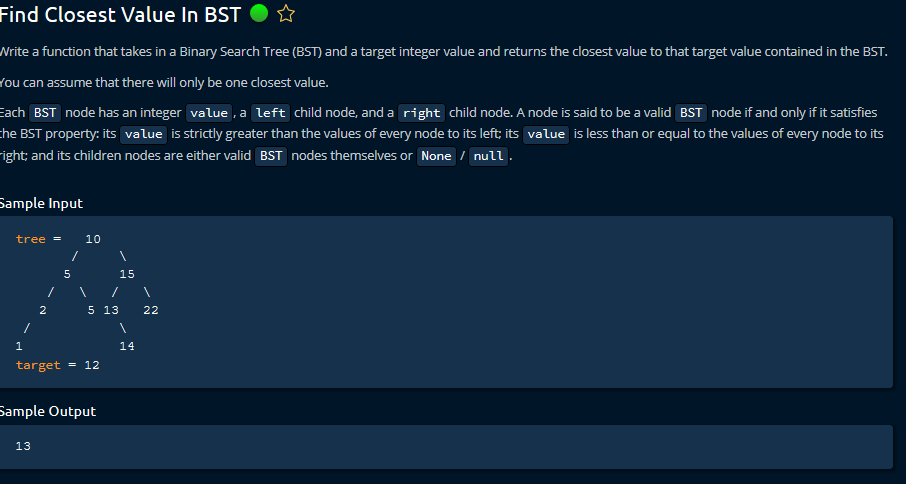 Find Closest Value In BST
Write a function that takes in a Binary Search Tree (BST) and a target integer value and returns the closest value to that target value contained in the BST.
You can assume that there will only be one closest value.
Each BST node has an integer value, a left child node, and a right child node. A node is said to be a valid BST node if and only if it satisfies
the BST property: its value is strictly greater than the values of every node to its left; its value is less than or equal to the values of every node to its
right; and its children nodes are either valid BST nodes themselves or None / null.
Sample Input
tree =   10
       /     \
      5      15
    /   \   /   \
   2     5 13   22
 /           \
1            14
target = 12
Sample Output
13